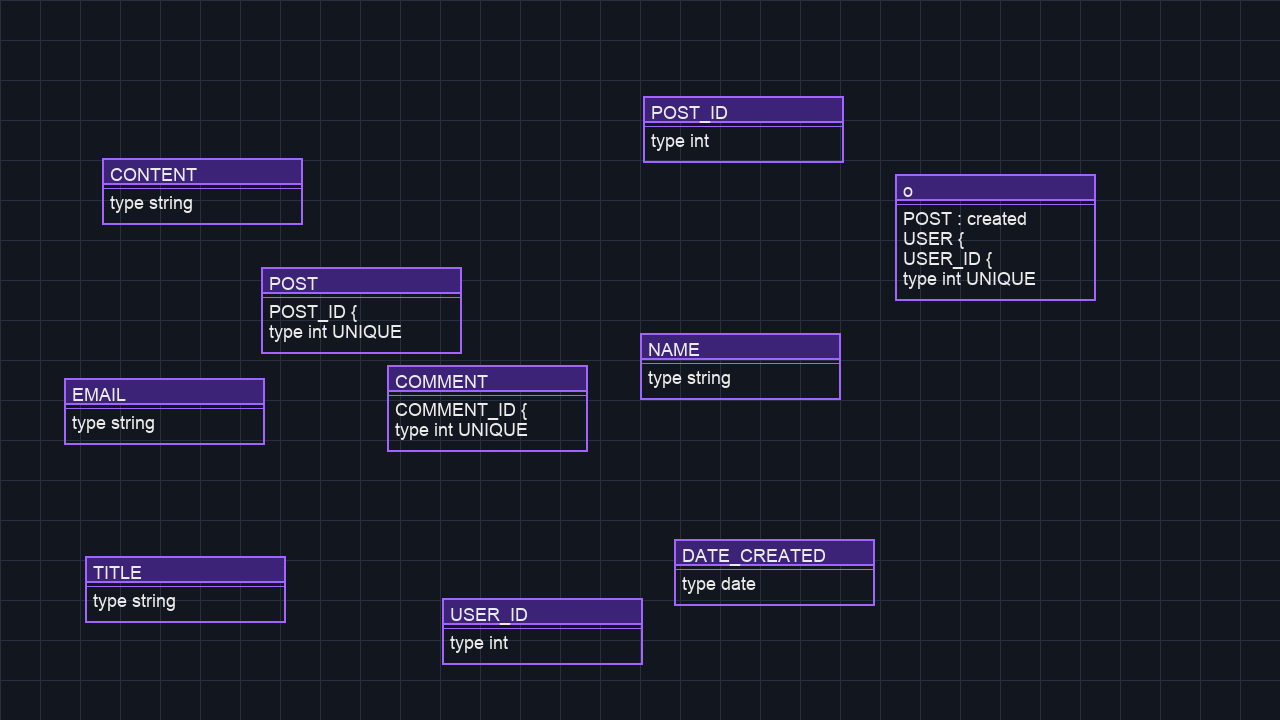 POST_ID
type int
CONTENT
type string
o
POST : created
USER {
USER_ID {
type int UNIQUE
POST
POST_ID {
type int UNIQUE
NAME
type string
COMMENT
COMMENT_ID {
type int UNIQUE
EMAIL
type string
DATE_CREATED
type date
TITLE
type string
USER_ID
type int